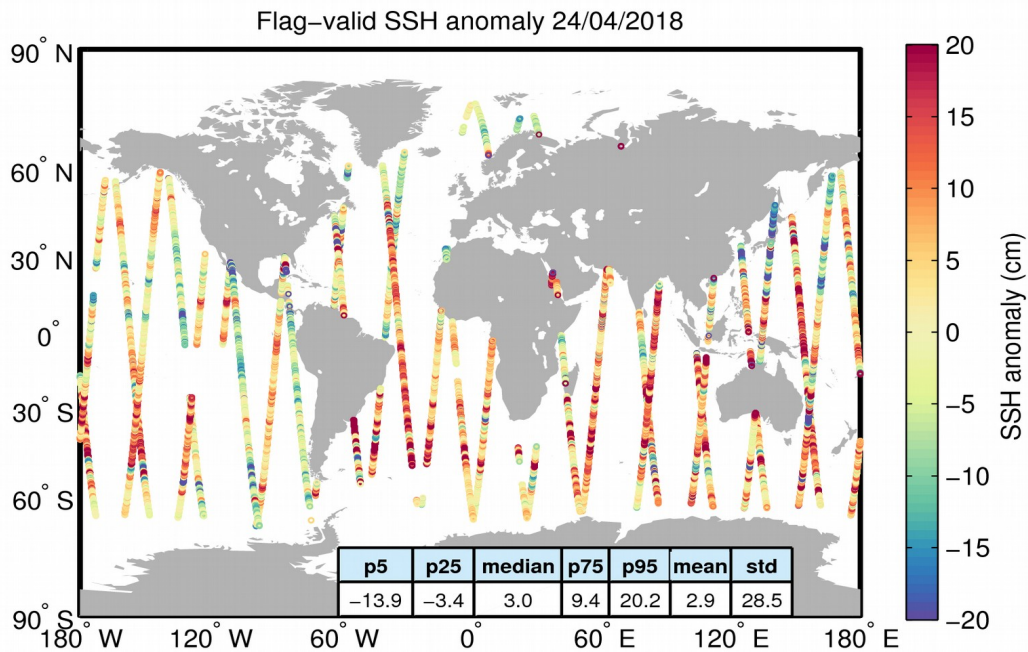 Flag−valid SSH anomaly 24/04/2018
90° N
60° N
30° N
0°
30° S
60° S
90° S
180° W
120° W
60° W
0°
60° E
120° E
180° E
p5 p25 median p75 p95 mean std
−13.9 −3.4 3.0 9.4 20.2 2.9 28.5
20
15
10
5
0
−5
−10
−15
−20
SSH anomaly (cm)